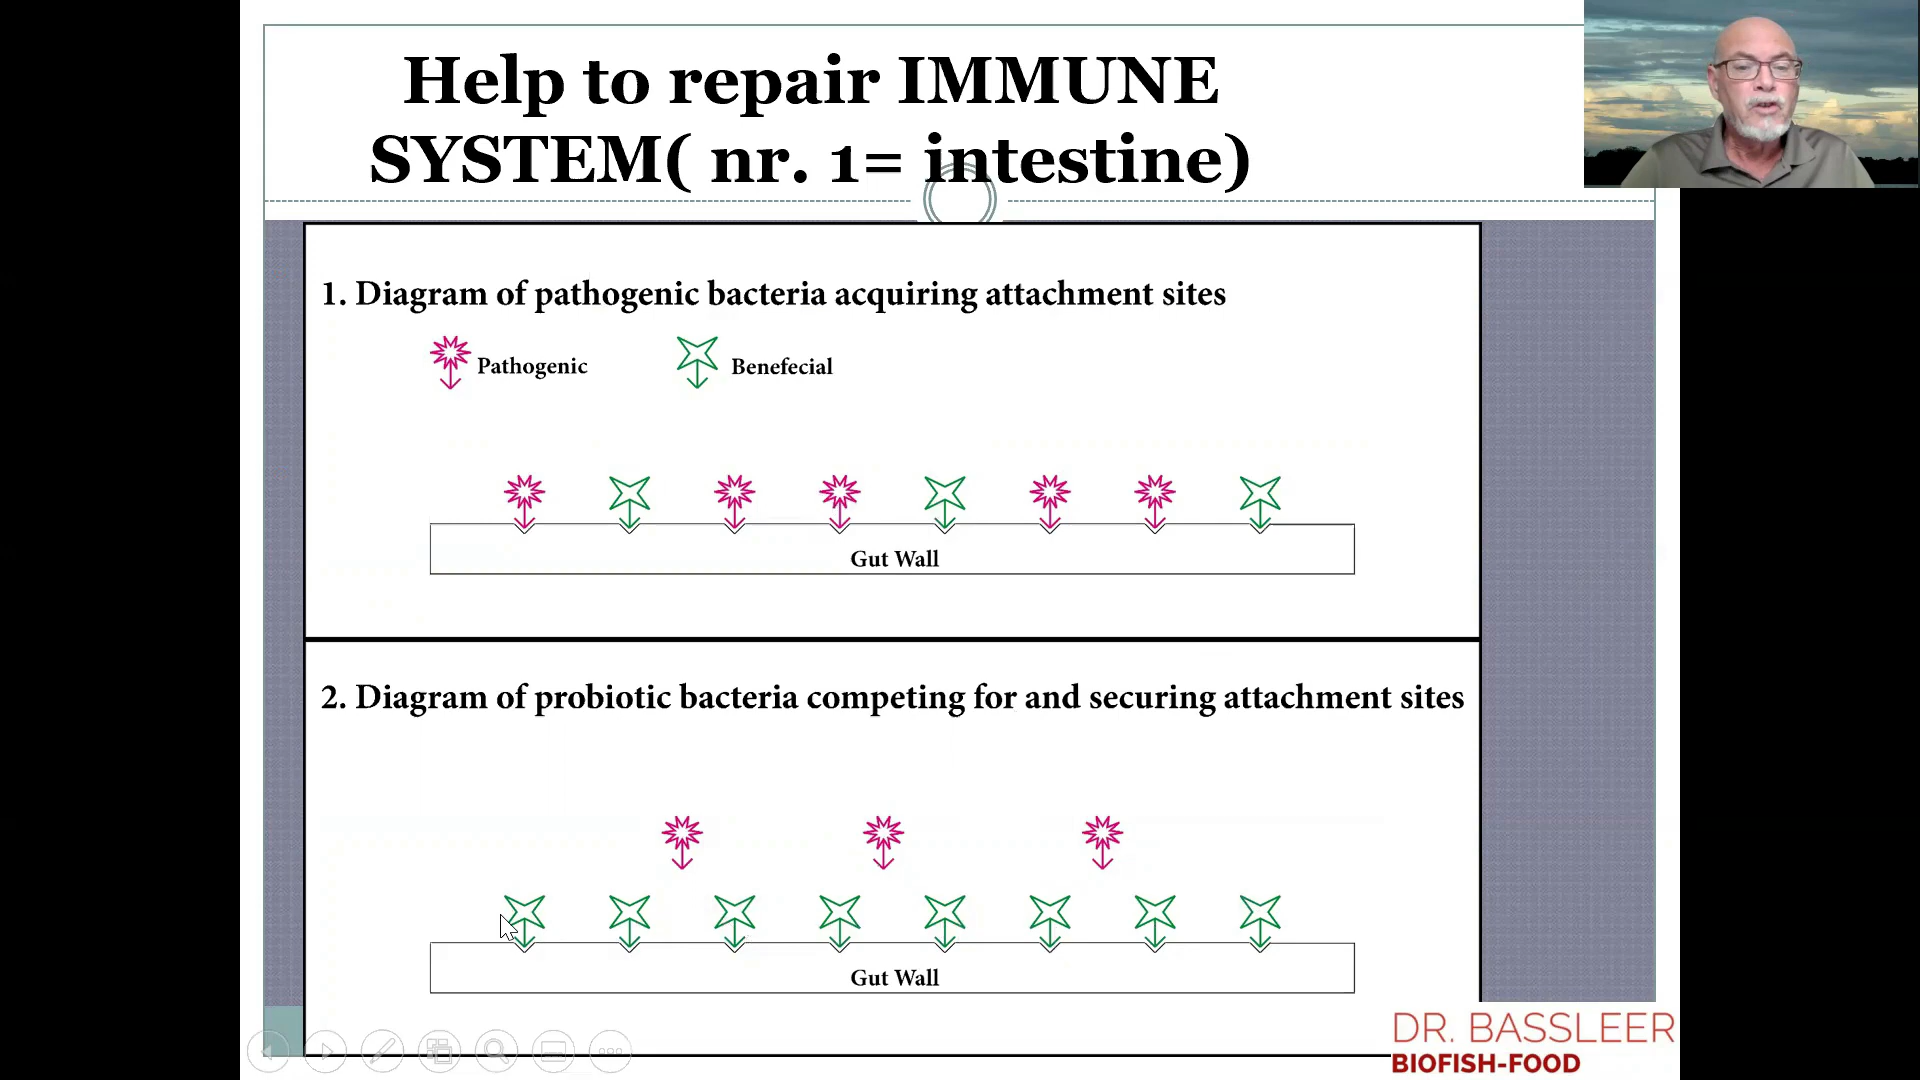 Help to repair IMMUNE
SYSTEM( nr. 1= intestine)
1. Diagram of pathogenic bacteria acquiring attachment sites
Pathogenic
Benefecial
Gut Wall
2. Diagram of probiotic bacteria competing for and securing attachment sites
Gut Wall
DR. BASSLEER
BIOFISH-FOOD